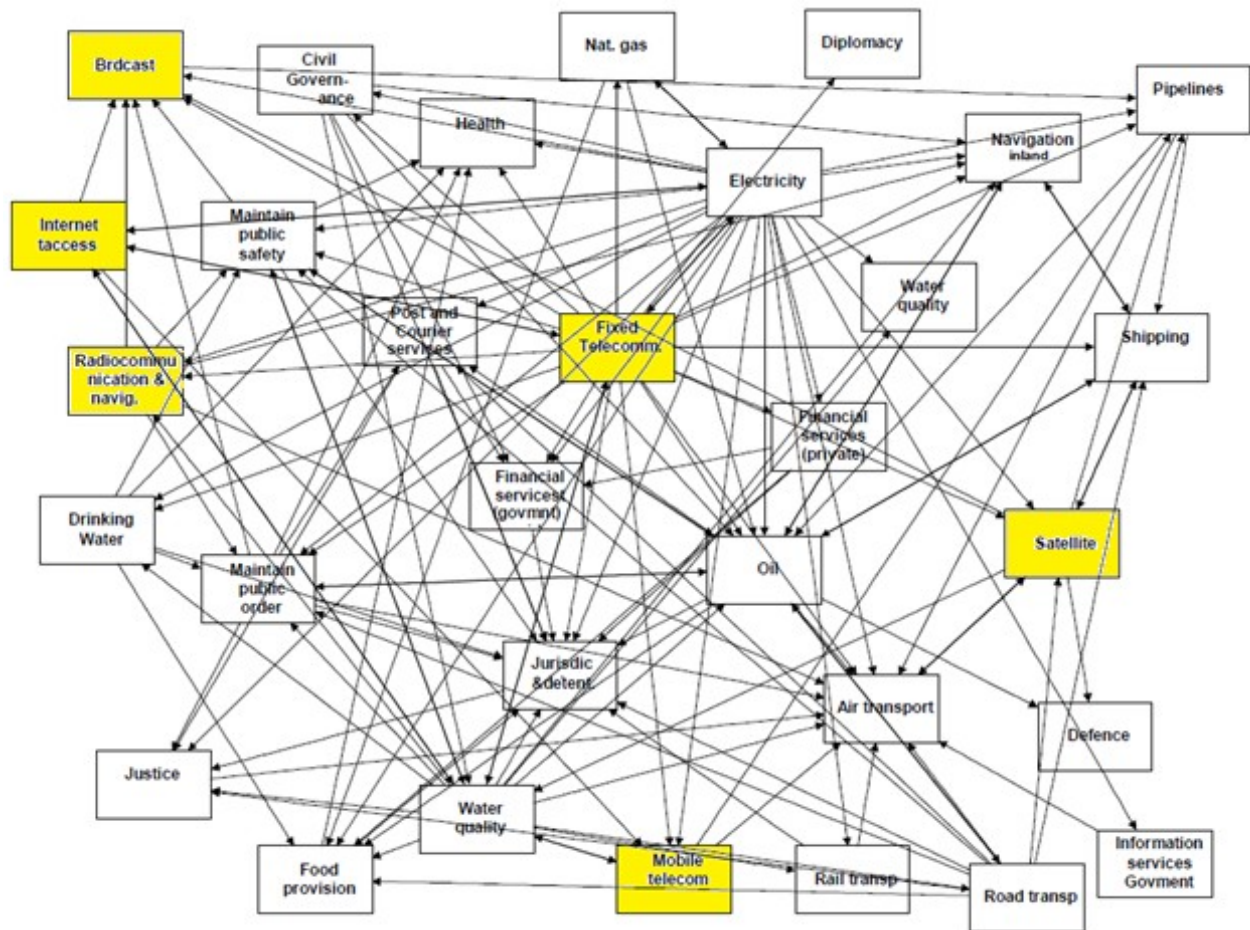 Brdcast
Civil
Govern-
ance
Nat. gas
Diplomacy
Pipelines
Health
Navigation
inland
Electricity
Internet
taccess
Maintain
public
safety
Water
quality
Post and
Courier
services
Fixed
Telecomm.
Shipping
Radiocommu
nication &
navig.
Financial
services
(private)
Financial
servicest
(govmnt)
Drinking
Water
Maintain
public
order
Oil
Satellite
Jurisdic
&detent.
Air transport
Defence
Justice
Water
quality
Food
provision
Mobile
telecom
Rail transp
Road transp
Information
services
Govment